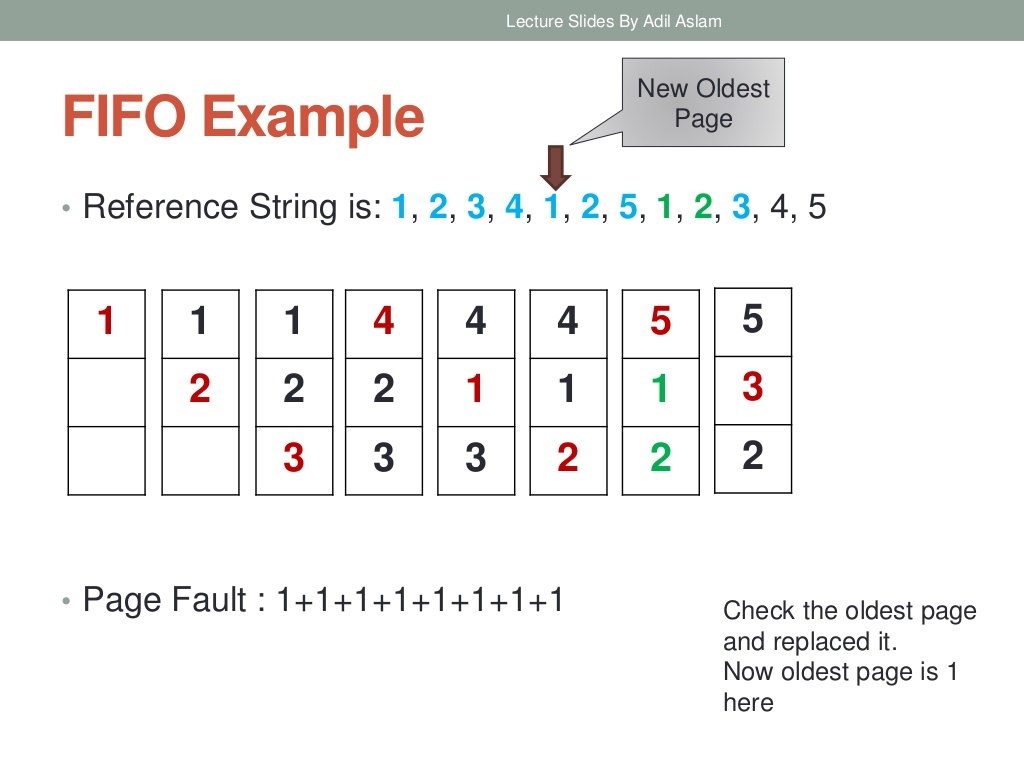 Lecture Slides By Adil Aslam
New Oldest
Page
FIFO Example
• Reference String is: 1, 2, 3, 4, 1, 2, 5, 1, 2, 3, 4, 5
1 1 1 4 4 4 5 5
2 2 2 1 1 1 3
3 3 3 2 2 2
• Page Fault : 1+1+1+1+1+1+1+1
Check the oldest page
and replaced it.
Now oldest page is 1
here